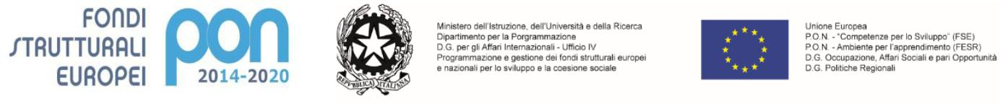 FONDI
STRUTTURALI
EUROPEI
pon
2014-2020
REPVBBLICA ITALIANA
Ministero dell'Istruzione, dell'Università e della Ricerca
Dipartimento per la Porgrammazione
D.G. per gli Affari Internazionali - Ufficio IV
Programmazione e gestione dei fondi strutturali europei
e nazionali per lo sviluppo e la coesione sociale
Unione Europea
P.O.N. - "Competenze per lo Sviluppo" (FSE)
P.O.N. - Ambiente per l'apprendimento (FESR)
D.G. Occupazione, Affari Sociali e pari Opportunità
D.G. Politiche Regionali